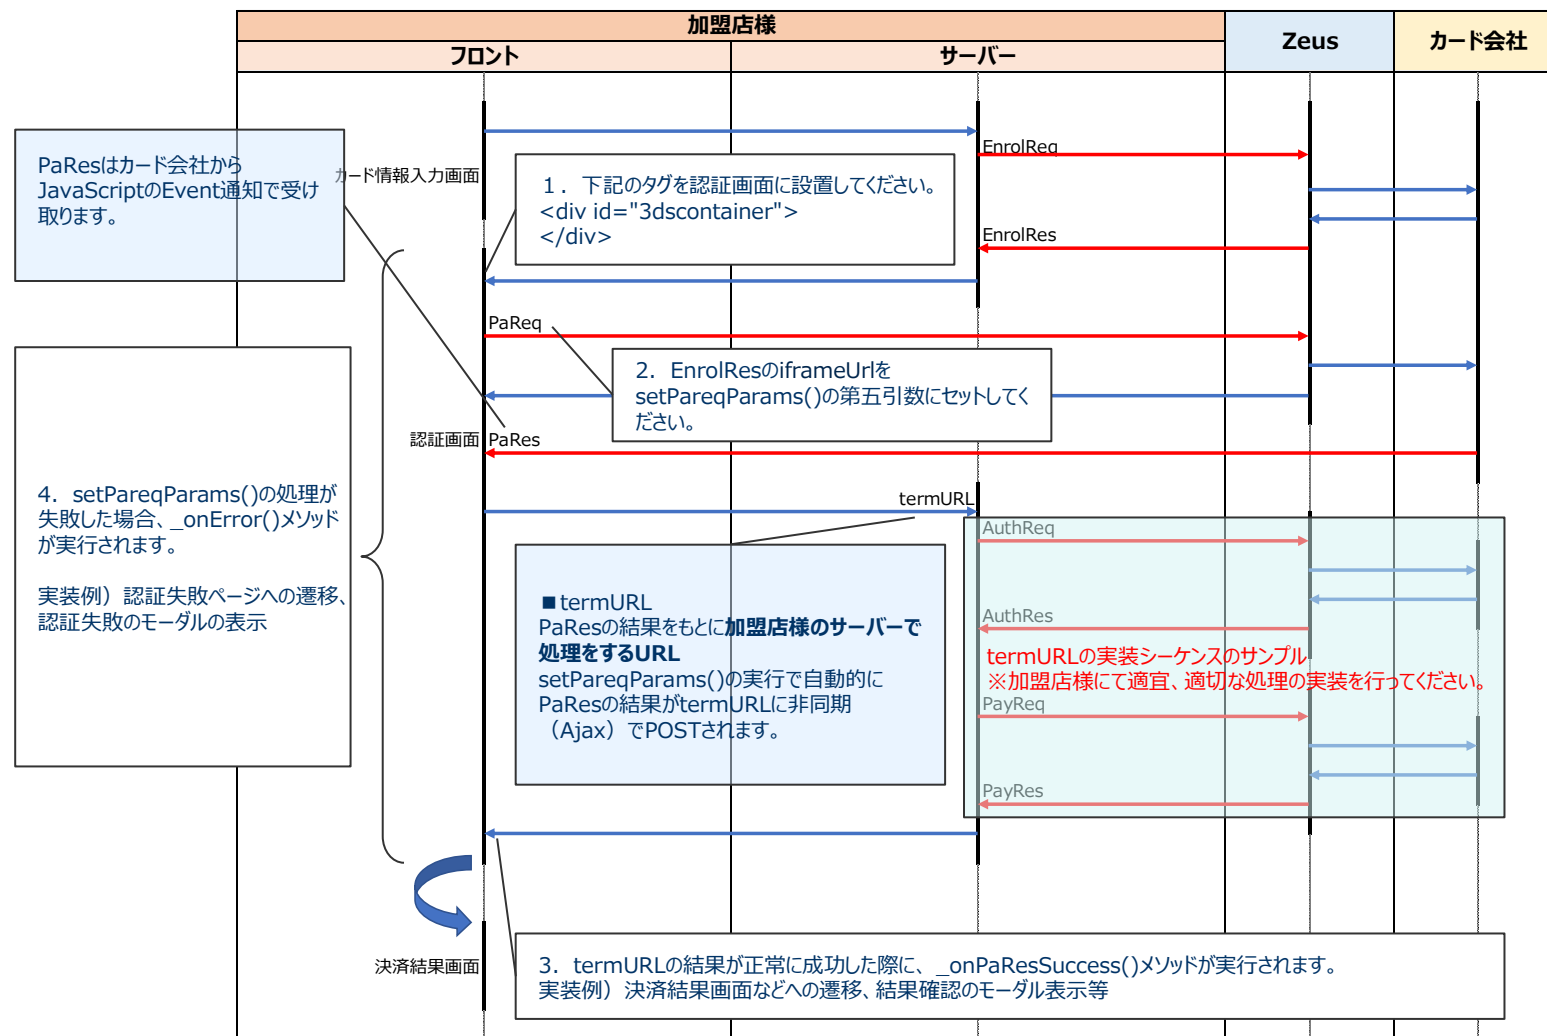 加盟店様
Zeus
カード会社
フロント
サーバー
PaResはカード会社から
JavaScriptのEvent通知で受け
取ります。
カード情報入力画面
EnrolReq
1．下記のタグを認証画面に設置してください。
<div id="3dscontainer">
</div>
EnrolRes
PaReq
2．EnrolResのiframeUrlを
setPareqParams()の第五引数にセットしてく
ださい。
認証画面
PaRes
4．setPareqParams()の処理が
失敗した場合、_onError()メソッド
が実行されます。
実装例）認証失敗ページへの遷移、
認証失敗のモーダルの表示
termURL
AuthReq
■termURL
PaResの結果をもとに加盟店様のサーバーで
処理をするURL
setPareqParams()の実行で自動的に
PaResの結果がtermURLに非同期
（Ajax）でPOSTされます。
AuthRes
termURLの実装シーケンスのサンプル
※加盟店様にて適宜、適切な処理の実装を行ってください。
PayReq
PayRes
決済結果画面
3．termURLの結果が正常に成功した際に、_onPaResSuccess()メソッドが実行されます。
実装例）決済結果画面などへの遷移、結果確認のモーダル表示等